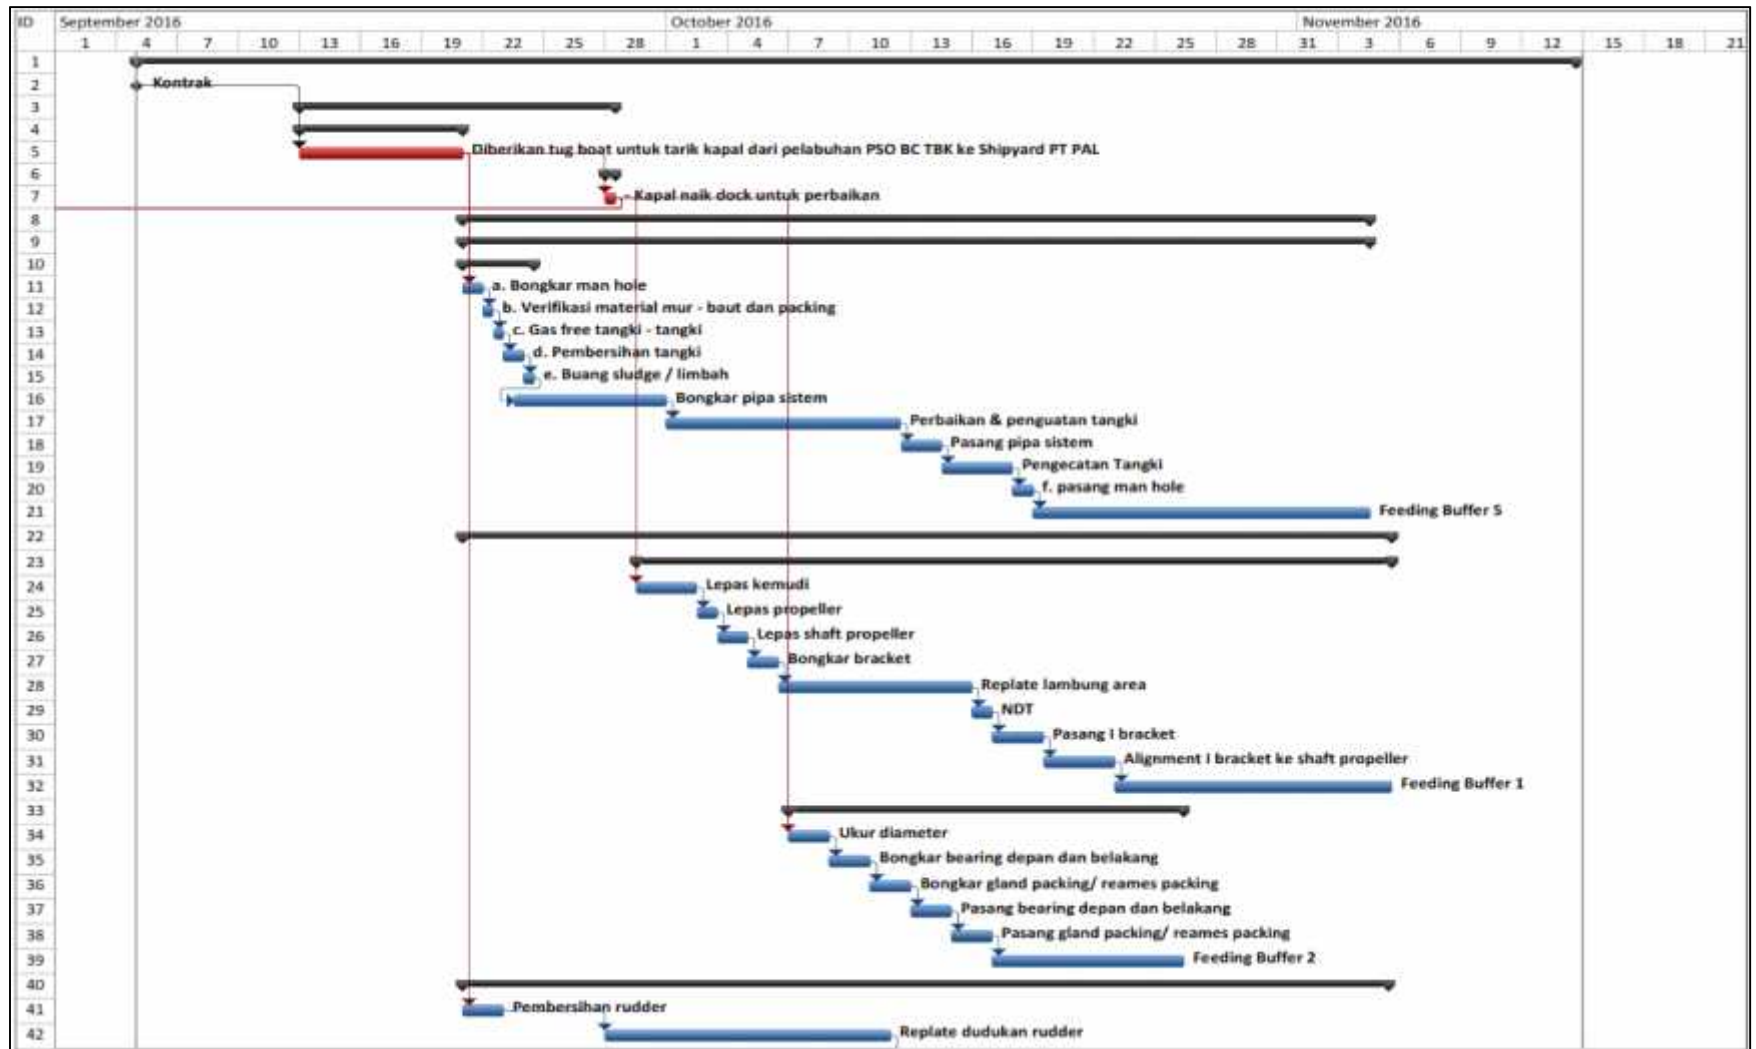 ID September 2016 October 2016 November 2016
1 4 7 10 13 16 19 22 25 28 1 4 7 10 13 16 19 22 25 28 31 3 6 9 12 15 18 21
1
2 Kontrak
3
4
5 Diberikan tug boat untuk tarik kapal dari pelabuhan PSO BC TBK ke Shipyard PT PAL
6
7 Kapal naik dock untuk perbaikan
8
9
10
11 a. Bongkar man hole
12 b. Verifikasi material mur - baut dan packing
13 c. Gas free tangki - tangki
14 d. Pembersihan tangki
15 e. Buang sludge / limbah
16 Bongkar pipa sistem
17 Perbaikan & penguatan tangki
18 Pasang pipa sistem
19 Pengecatan Tangki
20 f. pasang man hole
21 Feeding Buffer 5
22
23
24 Lepas kemudi
25 Lepas propeller
26 Lepas shaft propeller
27 Bongkar bracket
28 Replate lambung area
29 NDT
30 Pasang I bracket
31 Alignment I bracket ke shaft propeller
32 Feeding Buffer 1
33
34 Ukur diameter
35 Bongkar bearing depan dan belakang
36 Bongkar gland packing/ reames packing
37 Pasang bearing depan dan belakang
38 Pasang gland packing/ reames packing
39 Feeding Buffer 2
40
41 Pembersihan rudder
42 Replate dudukan rudder